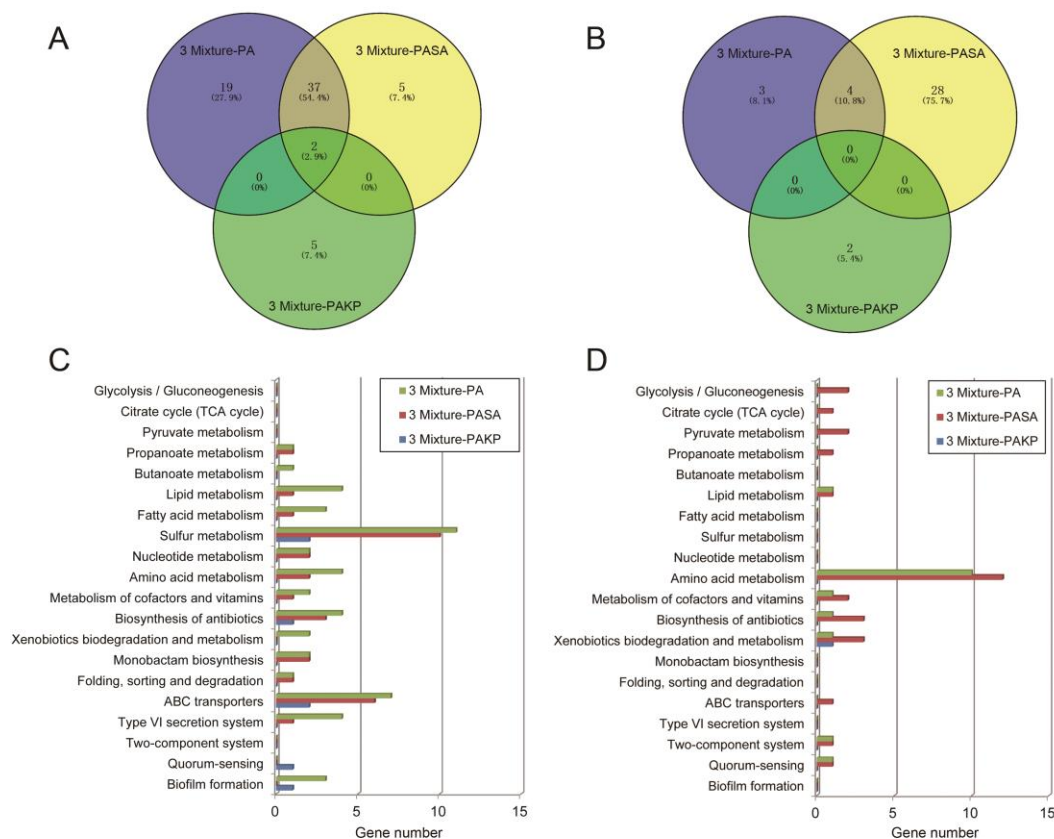 A
3 Mixture-PA
3 Mixture-PASA
19
(27.9%)
37
(54.4%)
5
(7.4%)
2
(2.9%)
0
(0%)
0
(0%)
5
(7.4%)
3 Mixture-PAKP
B
3 Mixture-PA
3 Mixture-PASA
3
(8.1%)
4
(10.8%)
28
(75.7%)
0
(0%)
0
(0%)
0
(0%)
2
(5.4%)
3 Mixture-PAKP
C
Glycolysis / Gluconeogenesis
Citrate cycle (TCA cycle)
Pyruvate metabolism
Propanoate metabolism
Butanoate metabolism
Lipid metabolism
Fatty acid metabolism
Sulfur metabolism
Nucleotide metabolism
Amino acid metabolism
Metabolism of cofactors and vitamins
Biosynthesis of antibiotics
Xenobiotics biodegradation and metabolism
Monobactam biosynthesis
Folding, sorting and degradation
ABC transporters
Type VI secretion system
Two-component system
Quorum-sensing
Biofilm formation
3 Mixture-PA
3 Mixture-PASA
3 Mixture-PAKP
0 5 10 15
Gene number
D
Glycolysis / Gluconeogenesis
Citrate cycle (TCA cycle)
Pyruvate metabolism
Propanoate metabolism
Butanoate metabolism
Lipid metabolism
Fatty acid metabolism
Sulfur metabolism
Nucleotide metabolism
Amino acid metabolism
Metabolism of cofactors and vitamins
Biosynthesis of antibiotics
Xenobiotics biodegradation and metabolism
Monobactam biosynthesis
Folding, sorting and degradation
ABC transporters
Type VI secretion system
Two-component system
Quorum-sensing
Biofilm formation
3 Mixture-PA
3 Mixture-PASA
3 Mixture-PAKP
0 5 10 15
Gene number